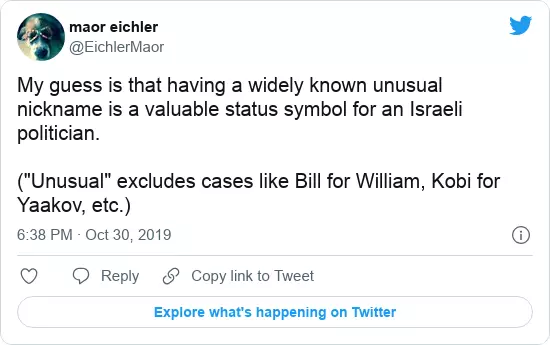 maor eichler
@EichlerMaor
My guess is that having a widely known unusual
nickname is a valuable status symbol for an Israeli
politician.
("Unusual" excludes cases like Bill for William, Kobi for
Yaakov, etc.)
6:38 PM · Oct 30, 2019
Reply
Copy link to Tweet
Explore what's happening on Twitter